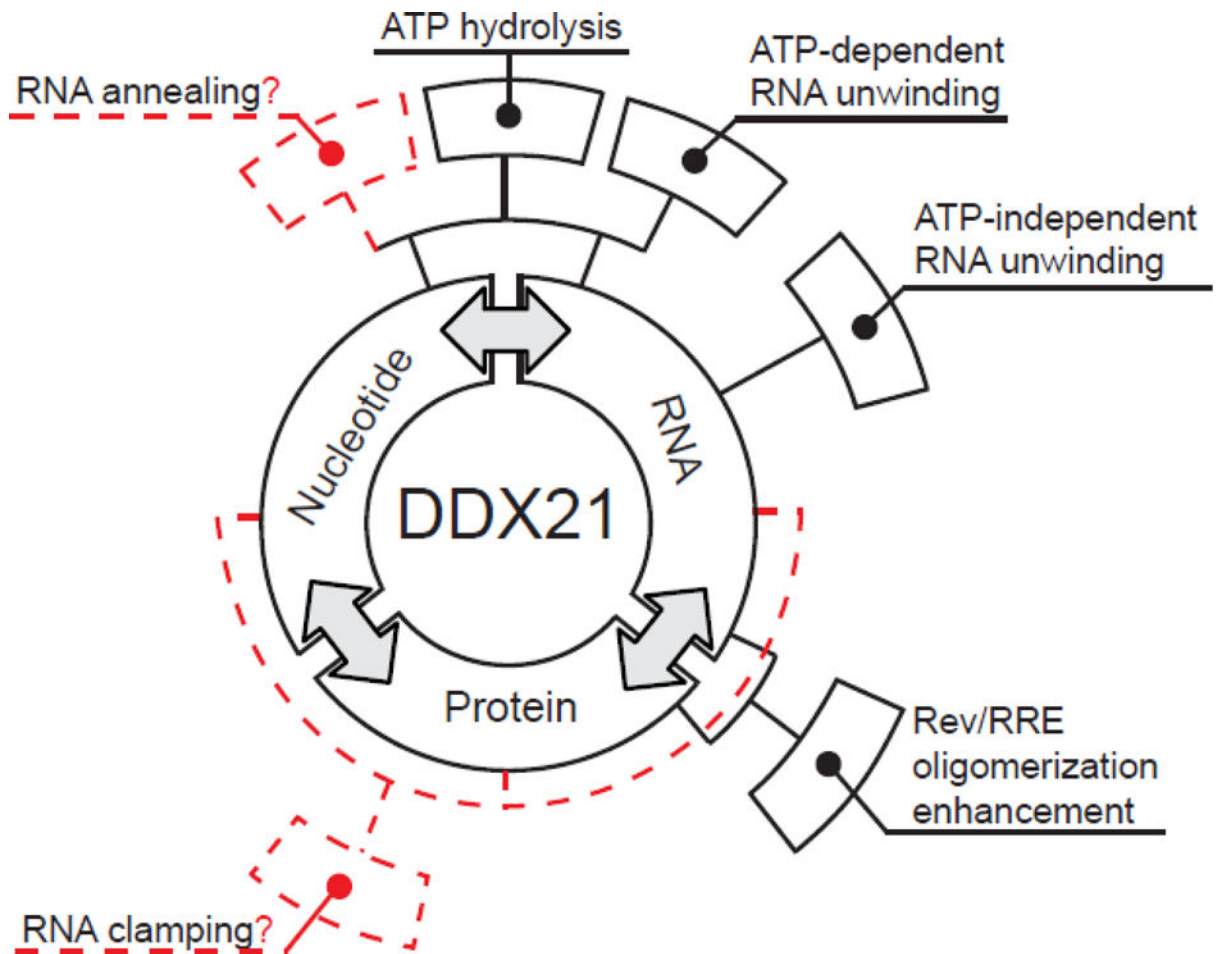 ATP hydrolysis
RNA annealing?
ATP-dependent
RNA unwinding
ATP-independent
RNA unwinding
Nucleotide
RNA
DDX21
Protein
Rev/RRE
oligomerization
enhancement
RNA clamping?